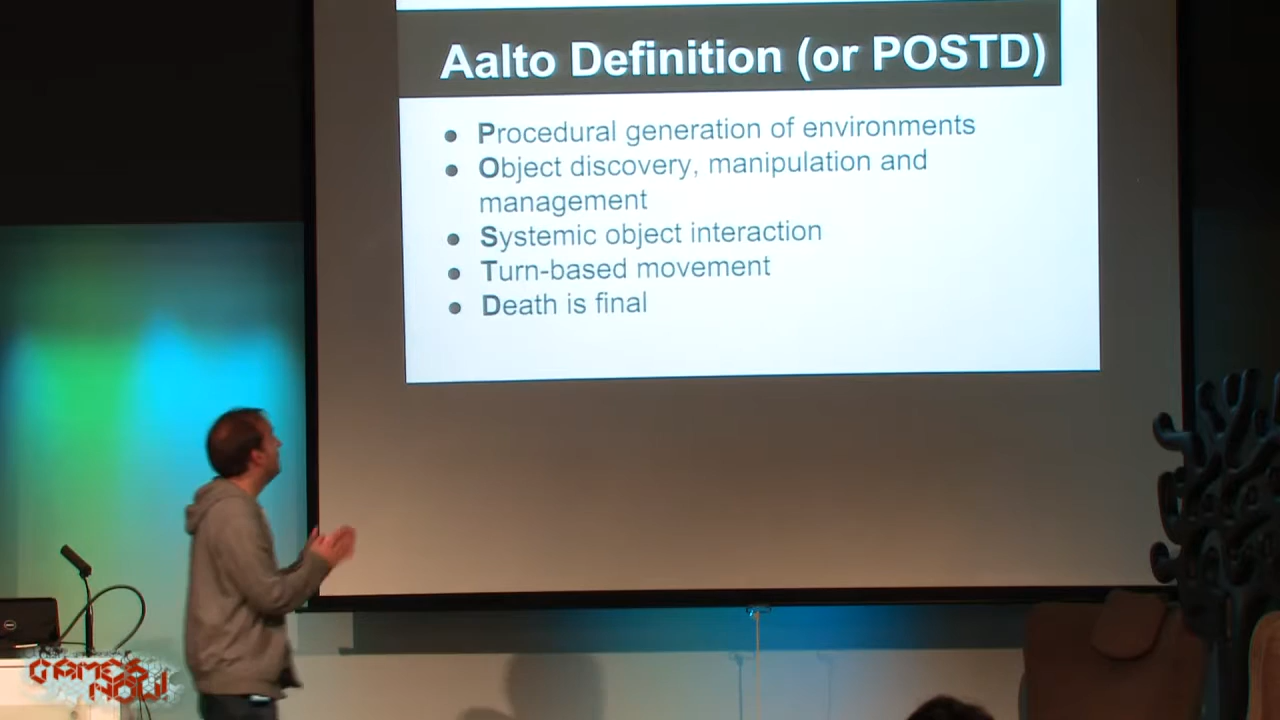 Aalto Definition (or POSTD)
● Procedural generation of environments
● Object discovery, manipulation and
management
● Systemic object interaction
● Turn-based movement
● Death is final
GAMES
NOW!